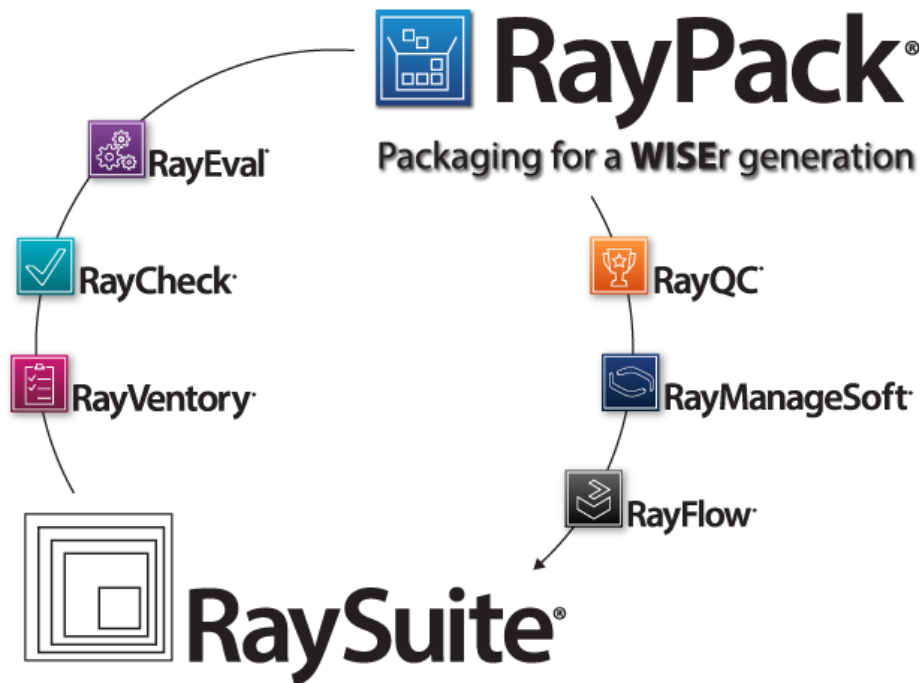 RayPack®
Packaging for a WISEr generation
RayEval
RayCheck
RayVentory
RayQC
RayManageSoft
RayFlow
RaySuite®